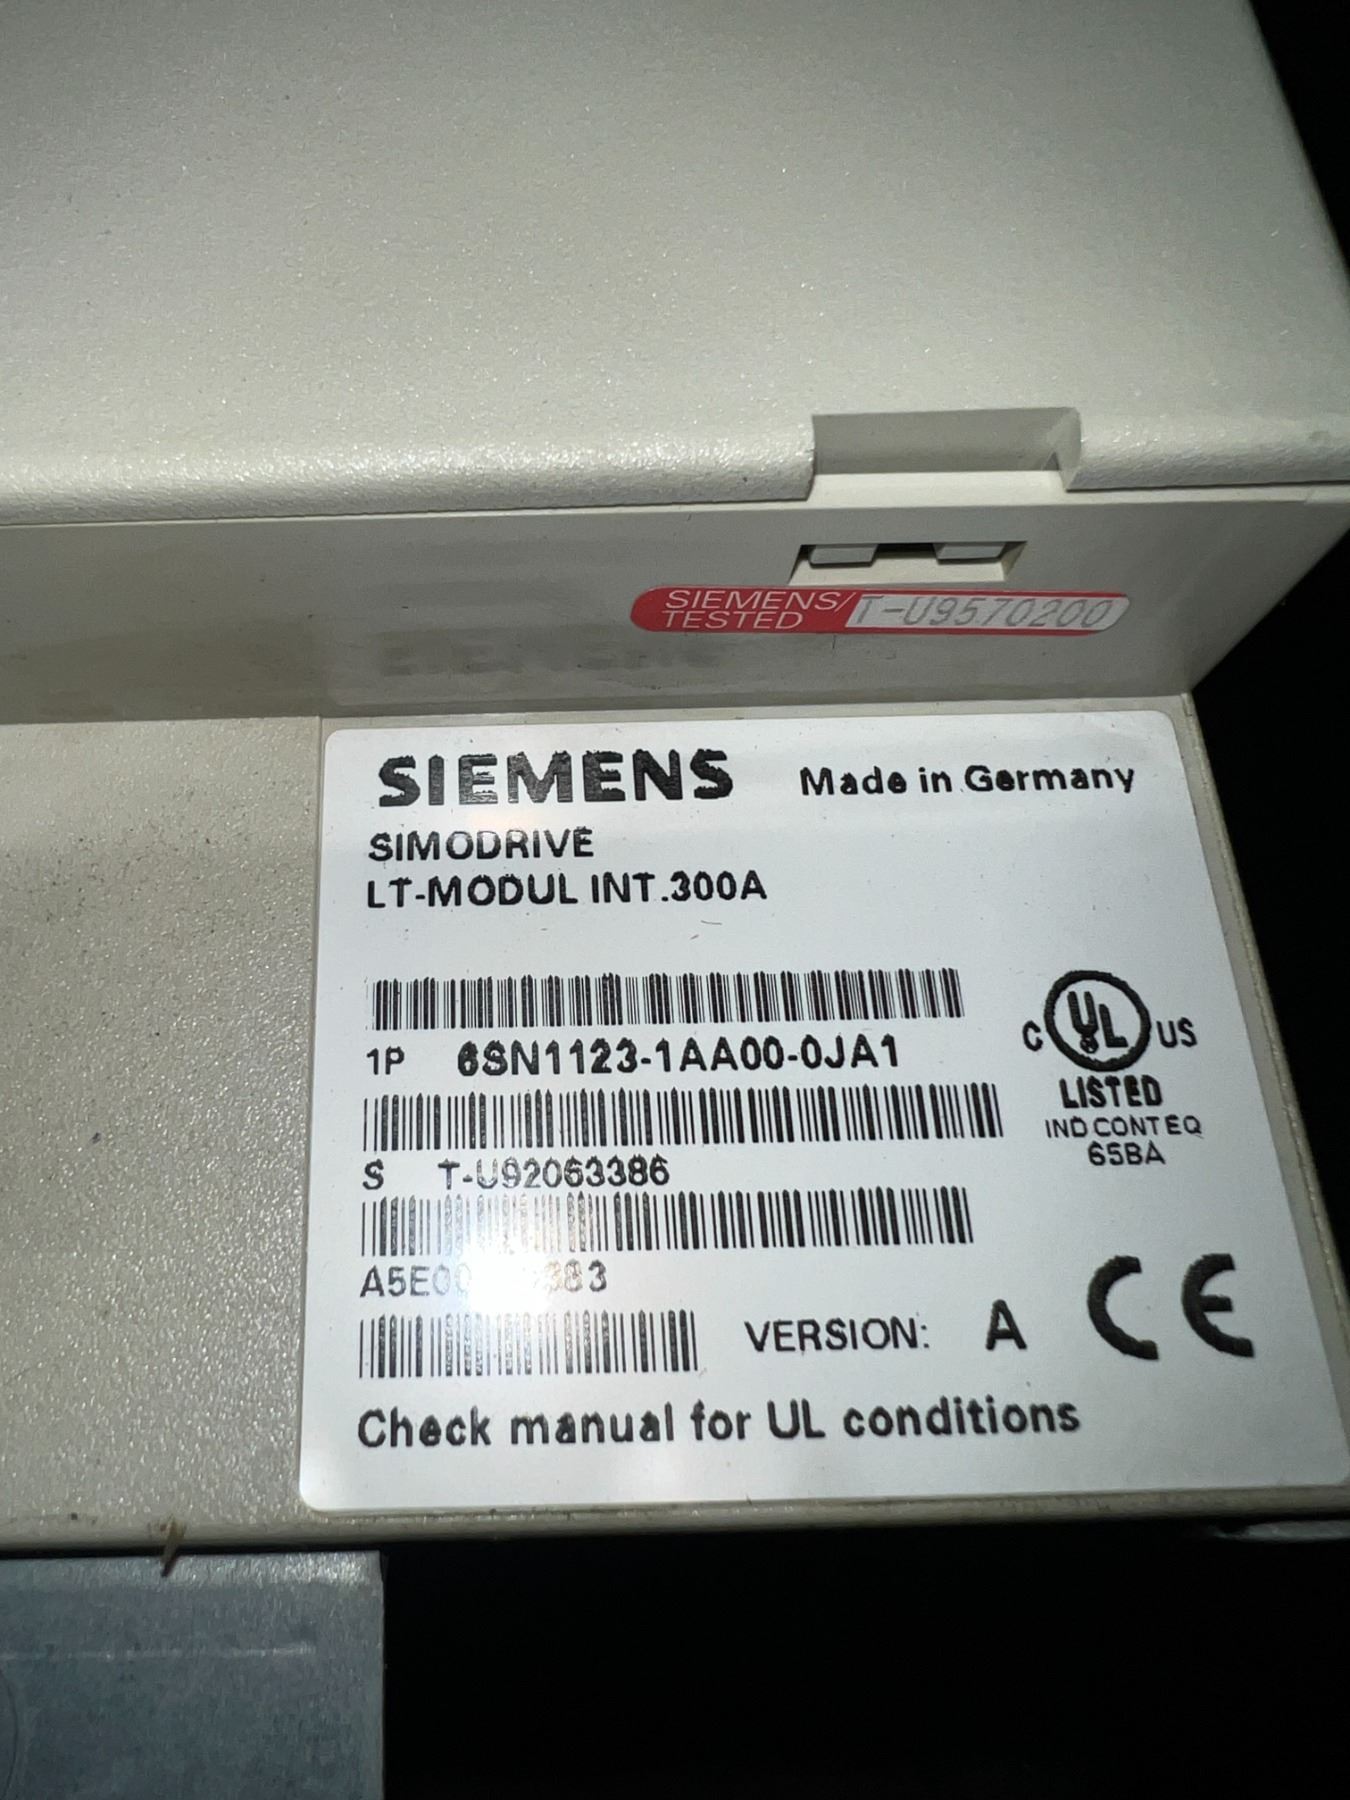 SIEMENS/
TESTED
T-U9570200
SIEMENS Made in Germany
SIMODRIVE
LT-MODUL INT.300A
1P 6SN1123-1AA00-0JA1
C UL US
LISTED
IND CONT EQ
65BA
S T-U92063386
VERSION: A CE
Check manual for UL conditions